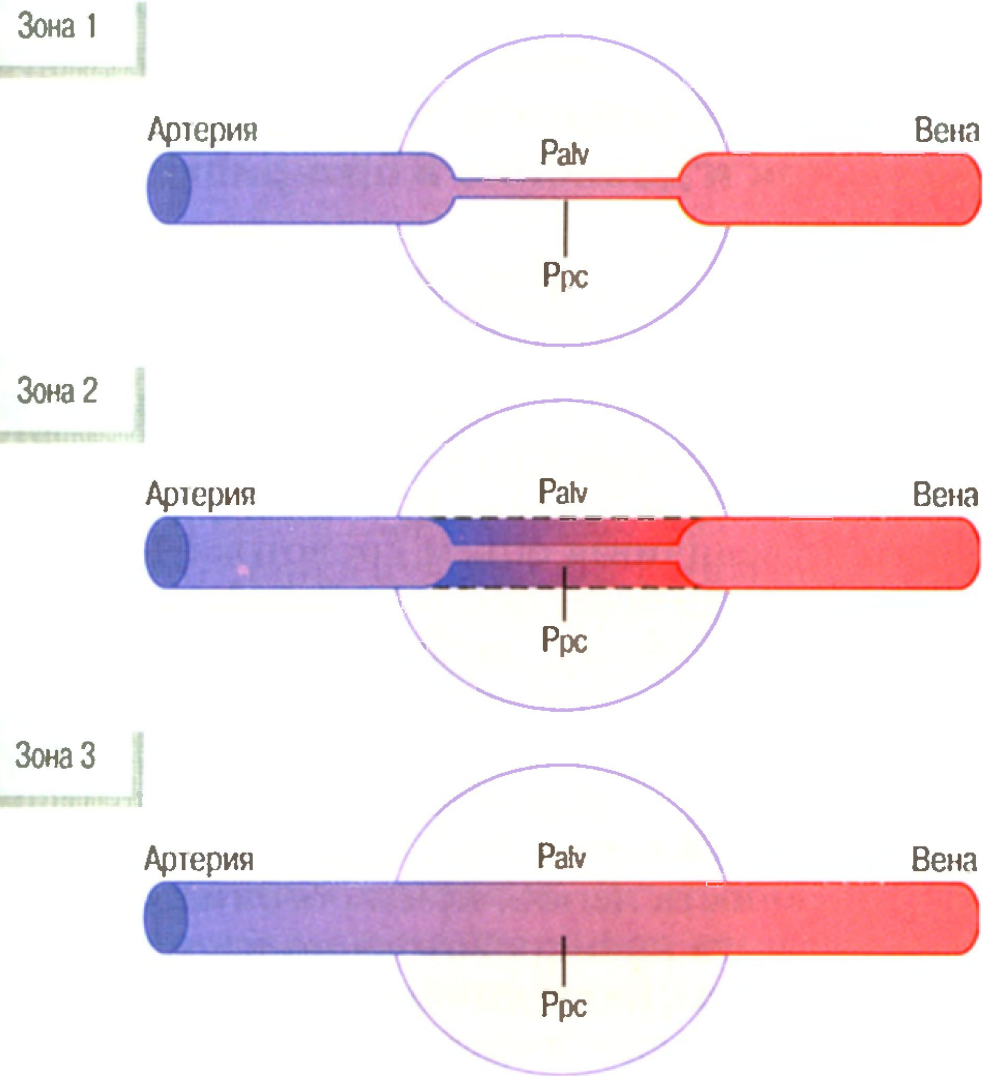 Зона 1
Артерия
Вена
Palv
Ppc
Зона 2
Артерия
Palv
Вена
Ppc
Зона 3
Артерия
Palv
Вена
Ppc